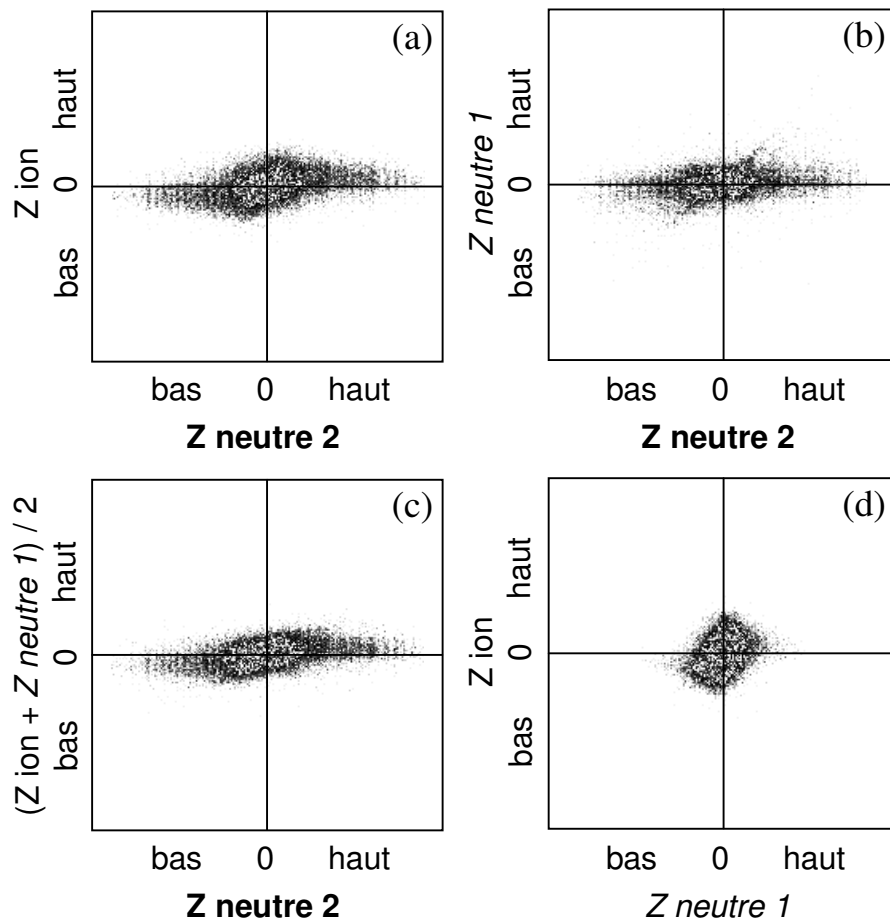 (a)
Z ion
haut
0
bas
bas 0 haut
Z neutre 2
(b)
Z neutre 1
haut
0
bas
bas 0 haut
Z neutre 2
(c)
(Z ion + Z neutre 1) / 2
haut
0
bas
bas 0 haut
Z neutre 2
(d)
Z ion
haut
0
bas
bas 0 haut
Z neutre 1